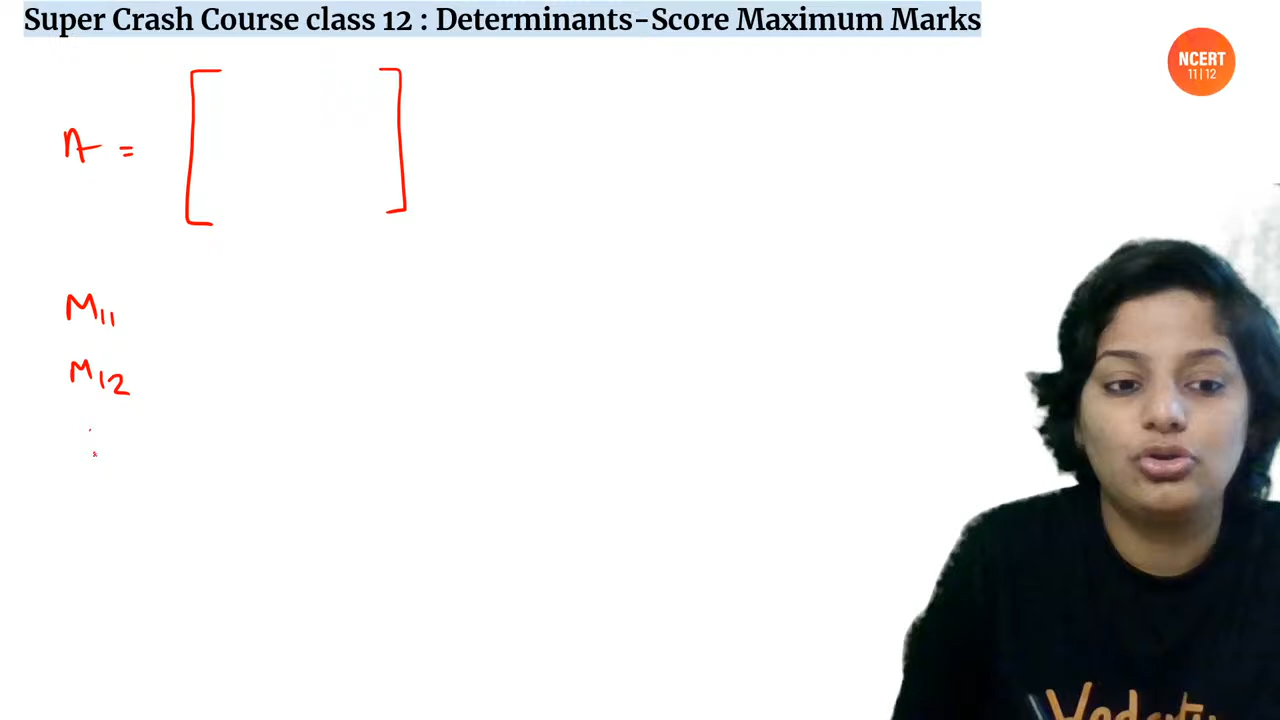 Super Crash Course class 12 : Determinants-Score Maximum Marks
NCERT
11|12
A =
M11
M12